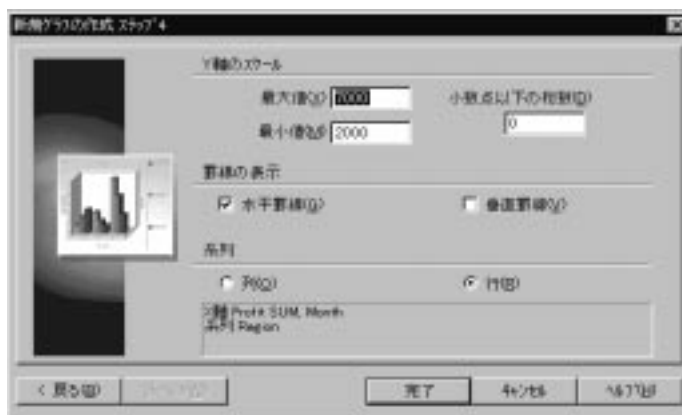 新規グラフの作成 ステップ4
Y軸のスケール
最大値(X) 7000
小数点以下の桁数(D)
最小値(N) 2000
0
罫線の表示
水平罫線(G)
垂直罫線(V)
系列
列(O)
行(R)
X軸 Profit SUM, Month
系列 Region
< 戻る(B)
完了
キャンセル
ヘルプ(H)